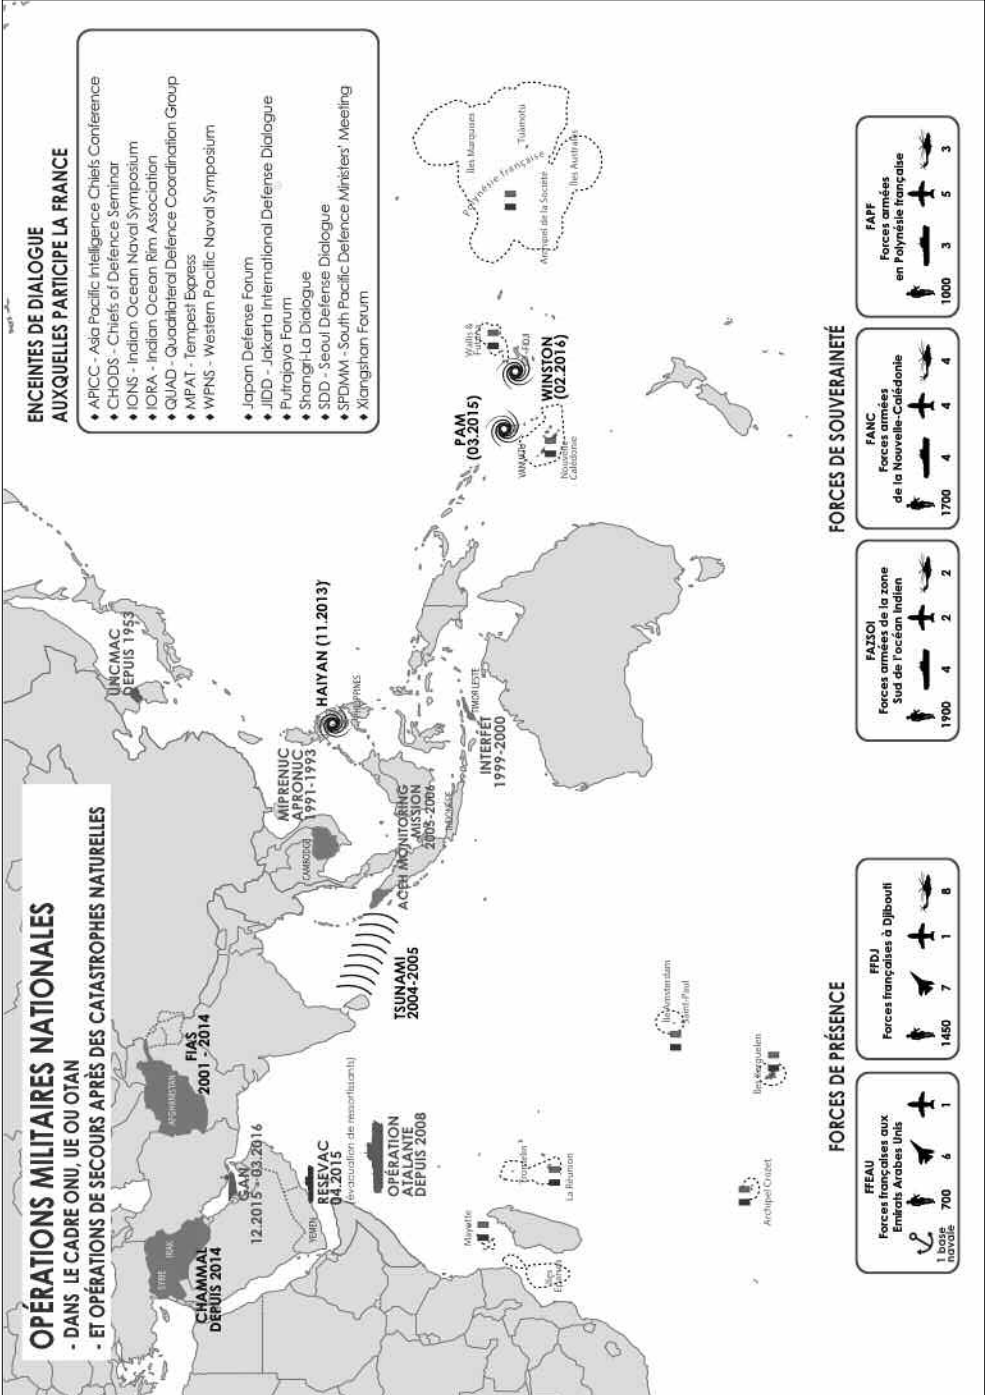 OPÉRATIONS MILITAIRES NATIONALES
- DANS LE CADRE ONU, UE OU OTAN
- ET OPÉRATIONS DE SECOURS APRÈS DES CATASTROPHES NATURELLES
ENCEINTES DE DIALOGUE
AUXQUELLES PARTICIPE LA FRANCE
♦ APICC - Asia Pacific Intelligence Chiefs Conference
♦ CHODS - Chiefs of Defence Seminar
♦ IONS - Indian Ocean Naval Symposium
♦ IORA - Indian Ocean Rim Association
♦ QUAD - Quadrilateral Defence Coordination Group
♦ MPAT - Tempest Express
♦ WPNS - Western Pacific Naval Symposium
♦ Japan Defense Forum
♦ JIDD - Jakarta International Defense Dialogue
♦ Putrajaya Forum
♦ Shangri-La Dialogue
♦ SDD - Seoul Defense Dialogue
♦ SPDMM - South Pacific Defence Ministers' Meeting
♦ Xiangshan Forum
UNCMAC
DEPUIS 1953
SYRIE
IRAK
CHAMMAL
DEPUIS 2014
AFGHANISTAN
FIAS
2001 - 2014
GAN
12.2015 - 03.2016
YEMEN
RESEVAC
04.2015
(évacuation de ressortissants)
OPÉRATION
ATALANTE
DEPUIS 2008
TSUNAMI
2004-2005
MIPRENUC
APRONUC
1991-1993
CAMBODGE
ACEH MONITORING
MISSION
2005-2006
INDONÉSIE
HAIYAN (11.2013)
PHILIPPINES
INTERFET
1999-2000
TIMOR LESTE
PAM
(03.2015)
VANUATU
Nouvelle
Calédonie
WINSTON
(02.2016)
FIDJI
Wallis &
Futuna
Îles Marquises
Polynésie française
Tuamotu
Archipel de la Société
Îles Australes
Mayotte
Îles
Éparses
Tromelin
La Réunion
Île Amsterdam
Saint-Paul
Îles Kerguelen
Archipel Crozet
FORCES DE PRÉSENCE
FFEAU
Forces françaises aux
Emirats Arabes Unis
1 base
navale
700 6 1
FFDJ
Forces françaises à Djibouti
1450 7 1 8
FORCES DE SOUVERAINETÉ
FAZSOI
Forces armées de la zone
Sud de l'océan Indien
1900 4 2 2
FANC
Forces armées
de la Nouvelle-Calédonie
1700 4 4 4
FAPF
Forces armées
en Polynésie française
1000 3 5 3